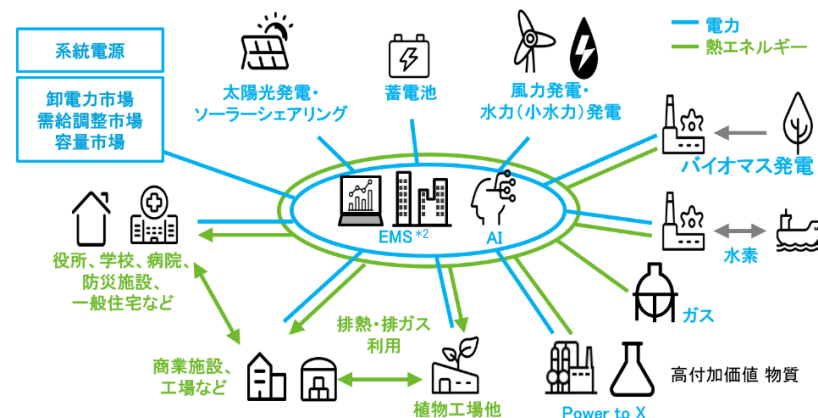 電力
熱エネルギー
系統電源
卸電力市場
需給調整市場
容量市場
太陽光発電・
ソーラーシェアリング
蓄電池
風力発電・
水力(小水力)発電
バイオマス発電
EMS*2
AI
水素
役所、学校、病院、
防災施設、
一般住宅など
ガス
排熱・排ガス
利用
商業施設、
工場など
植物工場他
Power to X
高付加価値 物質